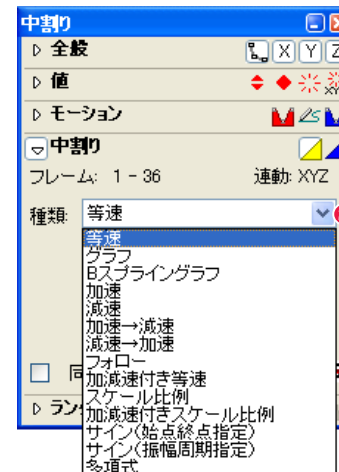 中割り
全般
X Y Z
値
モーション
中割り
フレーム: 1 - 36 連動: XYZ
種類: 等速
等速
グラフ
Bスプライングラフ
加速
減速
加速→減速
減速→加速
フォロー
加減速付き等速
スケール比例
加減速付きスケール比例
サイン(始点終点指定)
サイン(振幅周期指定)
多項式